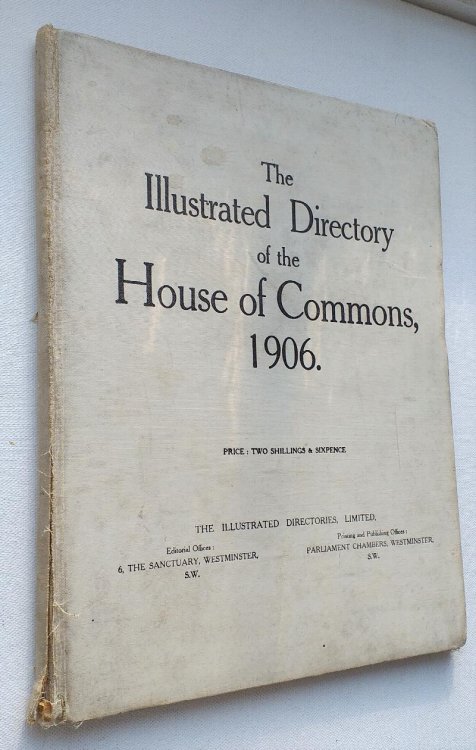 The
Illustrated Directory
of the
House of Commons,
1906.
PRICE : TWO SHILLINGS & SIXPENCE
THE ILLUSTRATED DIRECTORIES, LIMITED,
Editorial Offices :
6, THE SANCTUARY, WESTMINSTER,
S.W.
Printing and Publishing Offices :
PARLIAMENT CHAMBERS, WESTMINSTER,
S.W.